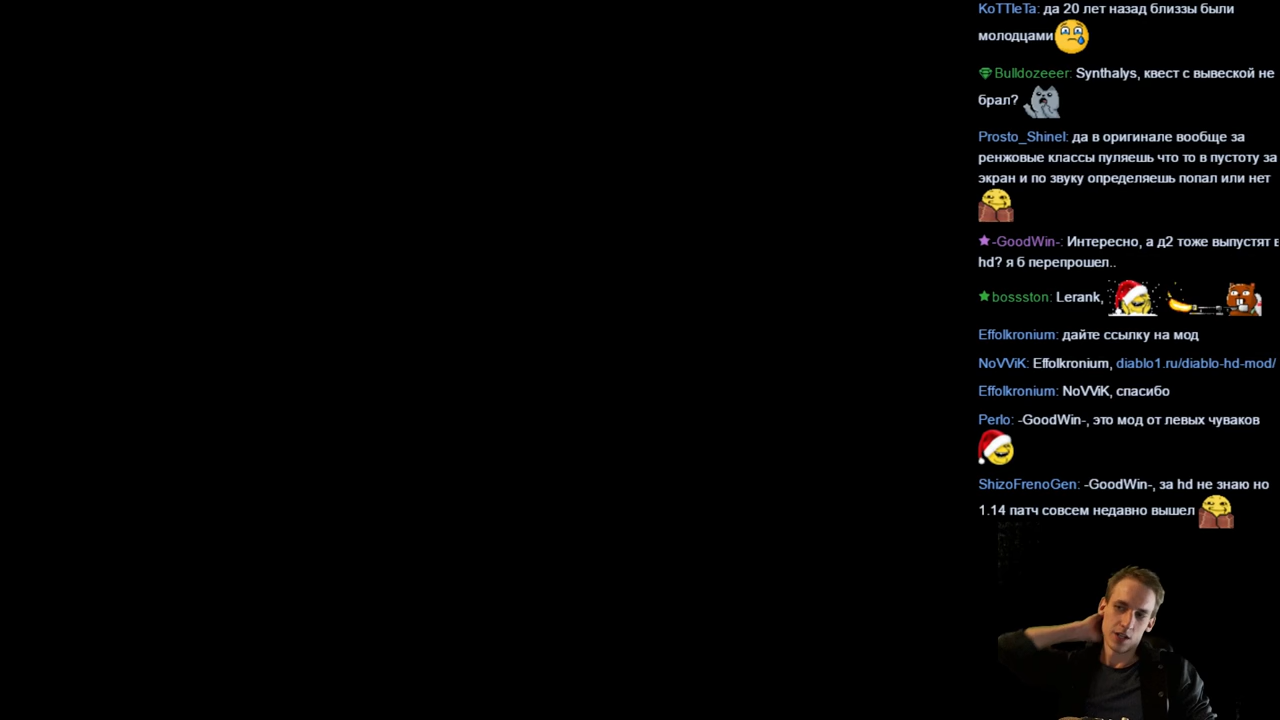 KoTTleTa: да 20 лет назад близзы были
молодцами
Bulldozeeer: Synthalys, квест с вывеской не
брал?
Prosto_Shinel: да в оригинале вообще за
ренжовые классы пуляешь что то в пустоту за
экран и по звуку определяешь попал или нет
-GoodWin-: Интересно, а д2 тоже выпустят в
hd? я б перепрошел..
bossston: Lerank,
Effolkronium: дайте ссылку на мод
NoVViK: Effolkronium, diablo1.ru/diablo-hd-mod/
Effolkronium: NoVViK, спасибо
Perlo: -GoodWin-, это мод от левых чуваков
ShizoFrenoGen: -GoodWin-, за hd не знаю но
1.14 патч совсем недавно вышел